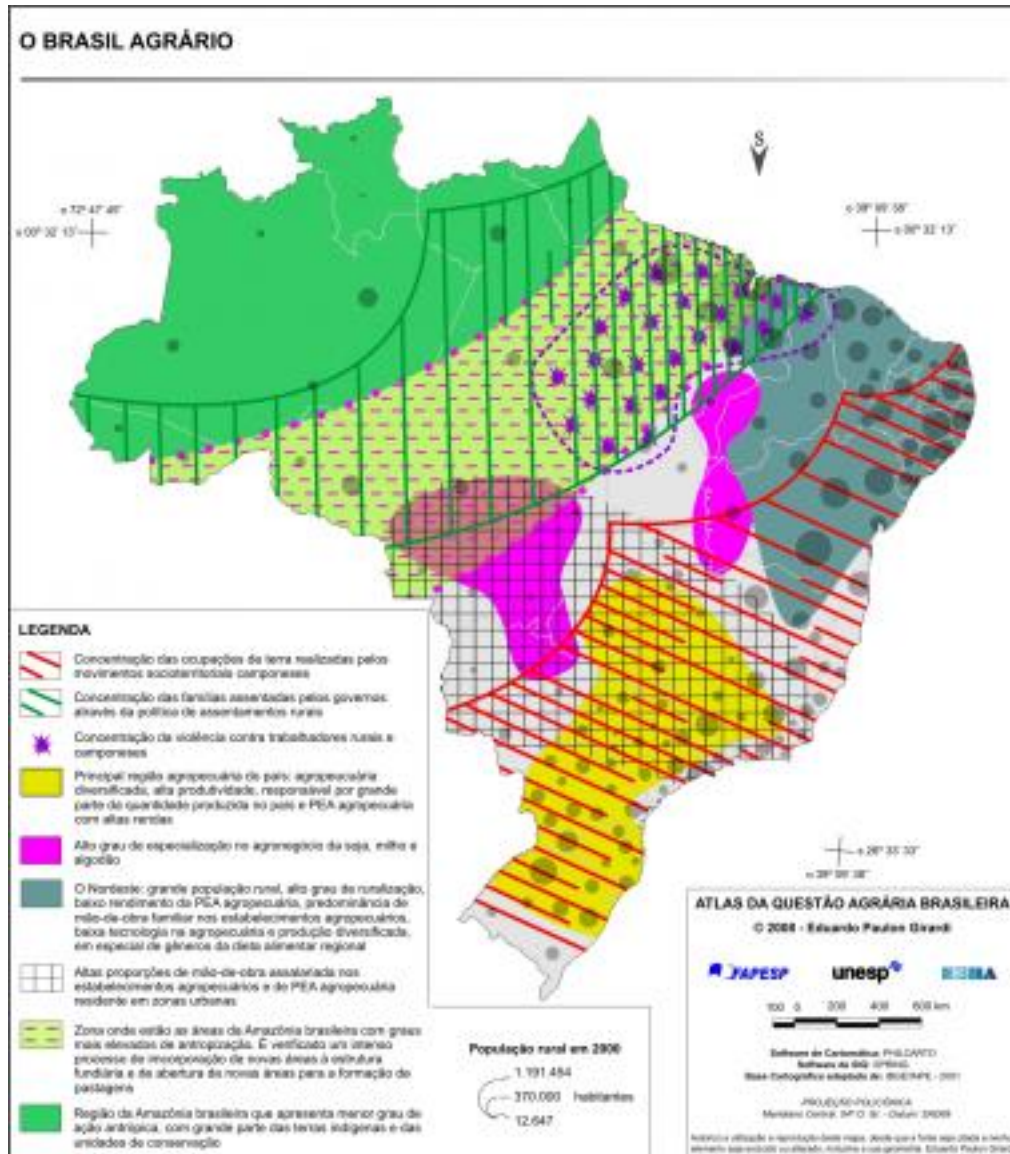 O BRASIL AGRÁRIO
S
LEGENDA
Concentração das ocupações de terra realizadas pelos
movimentos socioterritoriais camponeses
Concentração das famílias assentadas pelos governos
através da política de assentamentos rurais
Concentração da violência contra trabalhadores rurais e
camponeses
Principal região agropecuária do país: agropecuária
diversificada, alta produtividade, responsável por grande
parte da quantidade produzida no país e PEA agropecuária
com altas rendas
Alto grau de especialização no agronegócio da soja, milho e
algodão
O Nordeste: grande população rural, alto grau de ruralização,
baixo rendimento da PEA agropecuária, predominância de
mão-de-obra familiar nos estabelecimentos agropecuários,
baixa tecnologia na agropecuária e produção diversificada,
em especial de gêneros da dieta alimentar regional
Altas proporções de mão-de-obra assalariada nos
estabelecimentos agropecuários e de PEA agropecuária
residente em zonas urbanas
Zona onde estão as áreas da Amazônia brasileira com graus
mais elevados de antropização. É verificado um intenso
processo de incorporação de novas áreas à estrutura
fundiária e de abertura de novas áreas para a formação de
pastagens
Região da Amazônia brasileira que apresenta menor grau de
ação antrópica, com grande parte das terras indígenas e das
unidades de conservação
População rural em 2000
1.191.484
370.000 habitantes
12.647
ATLAS DA QUESTÃO AGRÁRIA BRASILEIRA
© 2008 - Eduardo Paulon Girardi
FAPESP unesp
100 0 200 400 600 km
Software de Cartomática: PHILCARTO
Software de SIG: SPRING